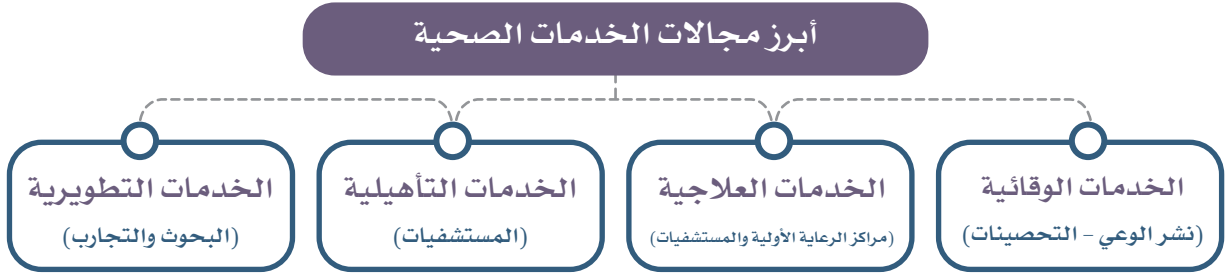 أبرز مجالات الخدمات الصحية
الخدمات الوقائية
(نشر الوعي - التحصينات)
الخدمات العلاجية
(مراكز الرعاية الأولية والمستشفيات)
الخدمات التأهيلية
(المستشفيات)
الخدمات التطويرية
(البحوث والتجارب)